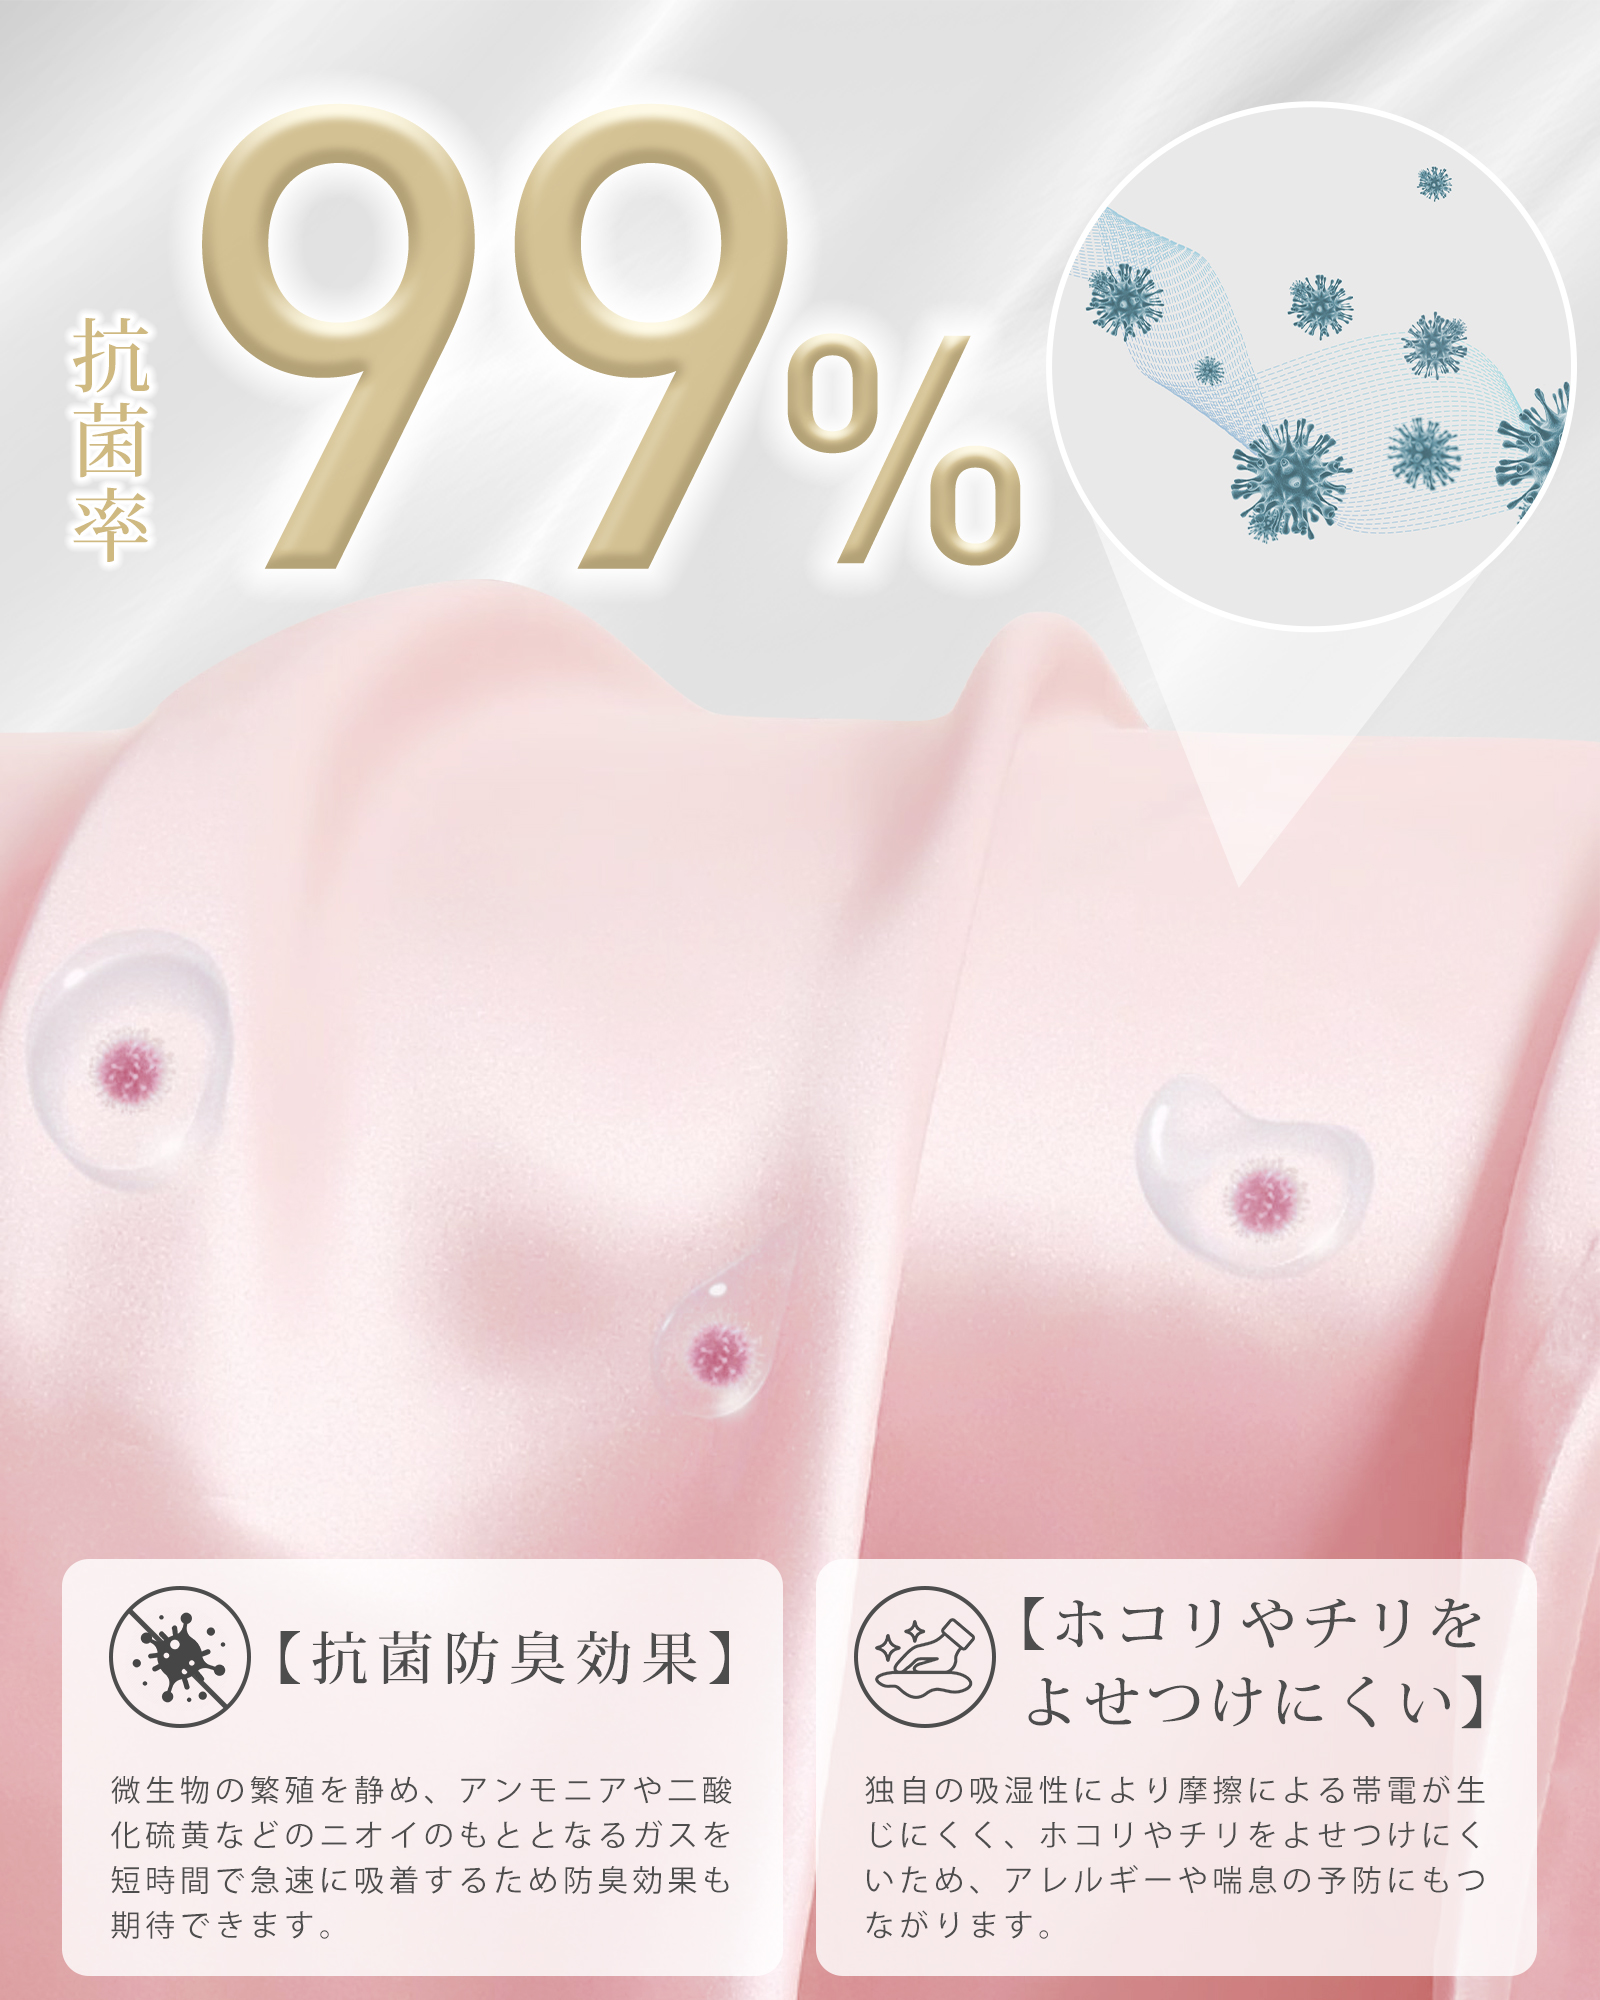 抗菌率
99%
【抗菌防臭効果】
微生物の繁殖を静め、アンモニアや二酸
化硫黄などのニオイのもととなるガスを
短時間で急速に吸着するため防臭効果も
期待できます。
【ホコリやチリを
よせつけにくい】
独自の吸湿性により摩擦による帯電が生
じにくく、ホコリやチリをよせつけにく
いため、アレルギーや喘息の予防にもつ
ながります。